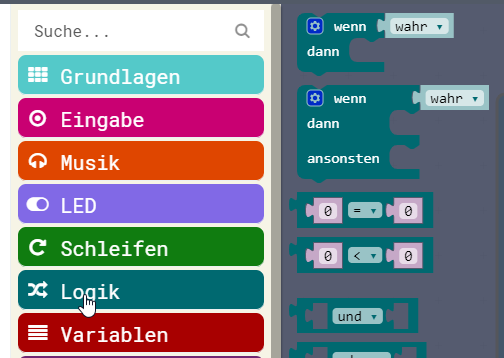 Suche...
Grundlagen
Eingabe
Musik
LED
Schleifen
Logik
Variablen
wenn wahr
dann
wenn wahr
dann
ansonsten
0 = 0
0 < 0
und